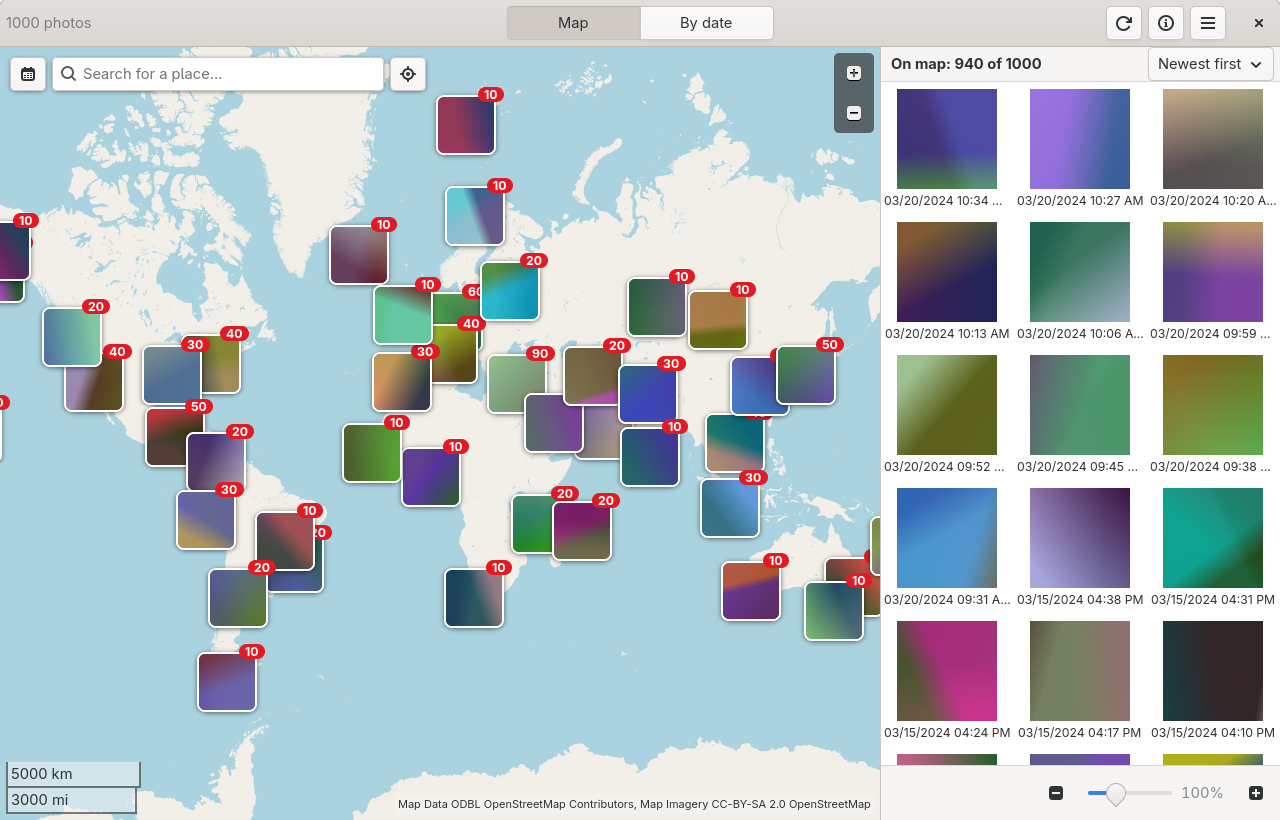 1000 photos
Map
By date
Search for a place…
On map: 940 of 1000
Newest first
10
10
10
10
20
10
60
10
10
20
40
30
40
40
30
90
20
30
50
50
20
10
10
10
30
30
10
20
20
20
20
10
10
10
10
03/20/2024 10:34 …
03/20/2024 10:27 AM
03/20/2024 10:20 A…
03/20/2024 10:13 AM
03/20/2024 10:06 A…
03/20/2024 09:59 …
03/20/2024 09:52 …
03/20/2024 09:45 …
03/20/2024 09:38 …
03/20/2024 09:31 A…
03/15/2024 04:38 PM
03/15/2024 04:31 PM
03/15/2024 04:24 PM
03/15/2024 04:17 PM
03/15/2024 04:10 PM
5000 km
3000 mi
Map Data ODBL OpenStreetMap Contributors, Map Imagery CC-BY-SA 2.0 OpenStreetMap
100%